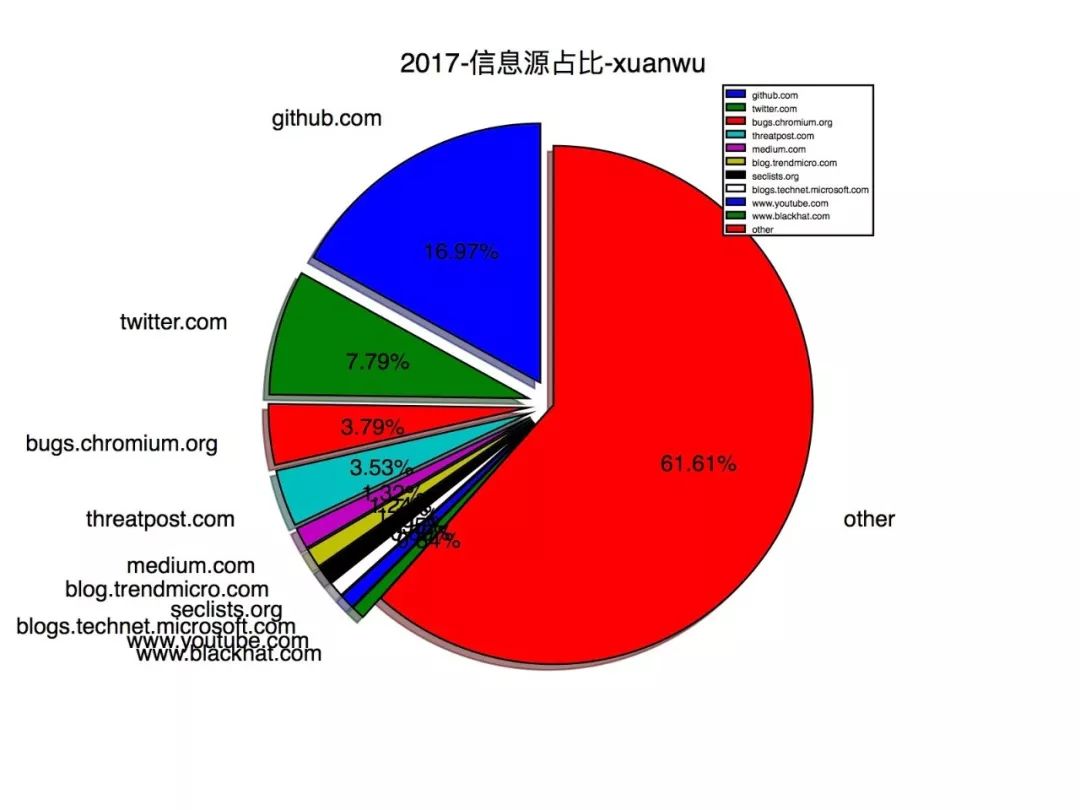 2017-信息源占比-xuanwu
github.com
twitter.com
bugs.chromium.org
threatpost.com
medium.com
blog.trendmicro.com
seclists.org
blogs.technet.microsoft.com
www.youtube.com
www.blackhat.com
other
github.com
16.97%
twitter.com
7.79%
bugs.chromium.org
3.79%
threatpost.com
3.53%
61.61%
other
medium.com
1.32%
blog.trendmicro.com
seclists.org
blogs.technet.microsoft.com
www.youtube.com
www.blackhat.com